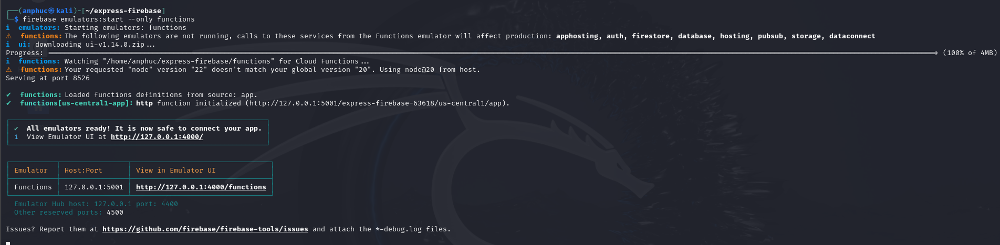 ┌──(anphuc㉿kali)-[~/express-firebase]
└─$ firebase emulators:start --only functions
i  emulators: Starting emulators: functions
⚠  functions: The following emulators are not running, calls to these services from the Functions emulator will affect production: apphosting, auth, firestore, database, hosting, pubsub, storage, dataconnect
i  ui: downloading ui-v1.14.0.zip...
Progress: ==========================================================> (100% of 4MB)
i  functions: Watching "/home/anphuc/express-firebase/functions" for Cloud Functions...
⚠  functions: Your requested "node" version "22" doesn't match your global version "20". Using node@20 from host.
Serving at port 8526
✔  functions: Loaded functions definitions from source: app.
✔  functions[us-central1-app]: http function initialized (http://127.0.0.1:5001/express-firebase-63618/us-central1/app).
✔  All emulators ready! It is now safe to connect your app.
i  View Emulator UI at http://127.0.0.1:4000/
Emulator │ Host:Port │ View in Emulator UI
Functions │ 127.0.0.1:5001 │ http://127.0.0.1:4000/functions
Emulator Hub host: 127.0.0.1 port: 4400
Other reserved ports: 4500
Issues? Report them at https://github.com/firebase/firebase-tools/issues and attach the *-debug.log files.